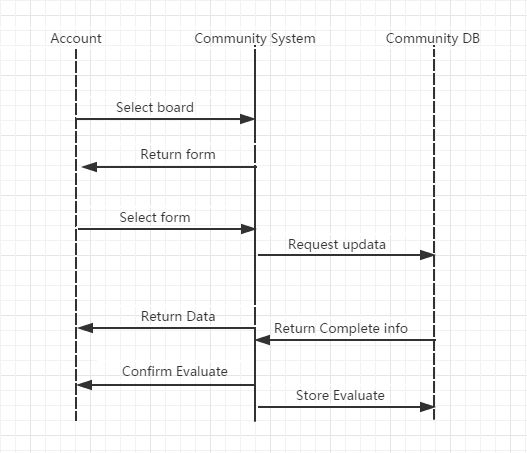 Account
Community System
Community DB
Select board
Return form
Select form
Request updata
Return Data
Return Complete info
Confirm Evaluate
Store Evaluate